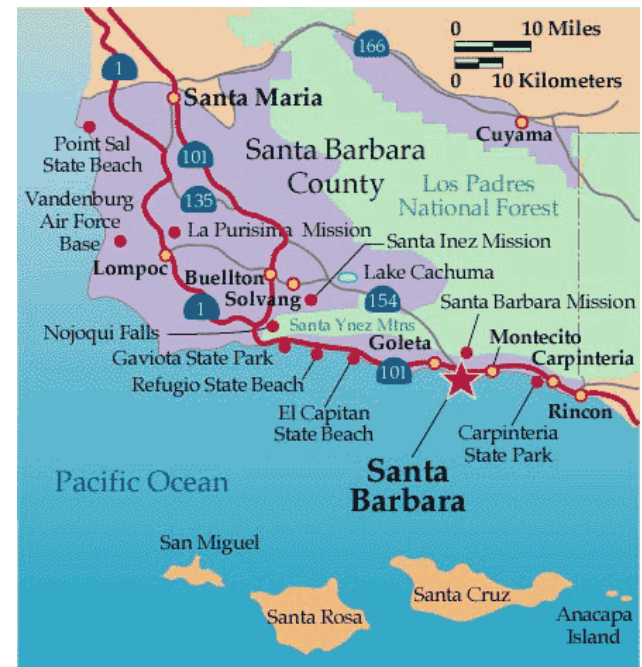 1
166
0 10 Miles
0 10 Kilometers
Santa Maria
Cuyama
Point Sal
State Beach
101
Santa Barbara
County
Los Padres
National Forest
Vandenburg
Air Force
Base
135
La Purisima Mission
Santa Inez Mission
Lompoc
Buellton
Solvang
Lake Cachuma
154
1
Santa Barbara Mission
Nojoqui Falls
Santa Ynez Mtns
Goleta
Montecito
Gaviota State Park
Carpinteria
Refugio State Beach
101
El Capitan
State Beach
Rincon
Carpinteria
State Park
Santa
Barbara
Pacific Ocean
San Miguel
Santa Rosa
Santa Cruz
Anacapa
Island